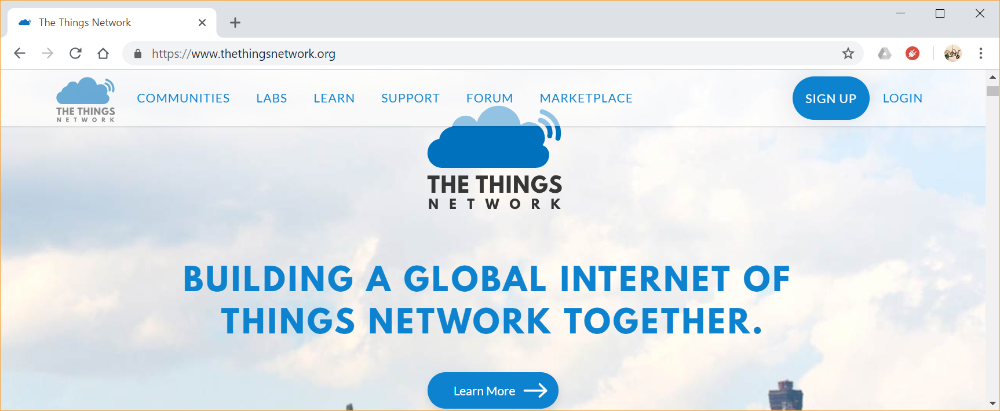 The Things Network
https://www.thethingsnetwork.org
THE THINGS
NETWORK
COMMUNITIES LABS LEARN SUPPORT FORUM MARKETPLACE SIGN UP LOGIN
THE THINGS
NETWORK
BUILDING A GLOBAL INTERNET OF
THINGS NETWORK TOGETHER.
Learn More